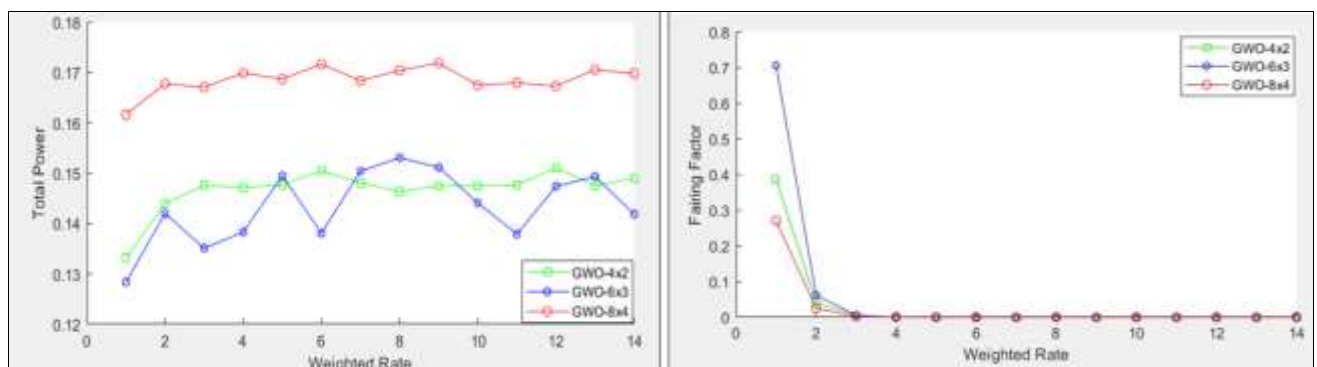 0.18
0.17
0.16
0.15
0.14
0.13
0.12
Total Power
0 2 4 6 8 10 12 14
Weighted Rate
GWO-4x2
GWO-6x3
GWO-8x4
0.8
0.7
0.6
0.5
0.4
0.3
0.2
0.1
0
Fairing Factor
0 2 4 6 8 10 12 14
Weighted Rate
GWO-4x2
GWO-6x3
GWO-8x4